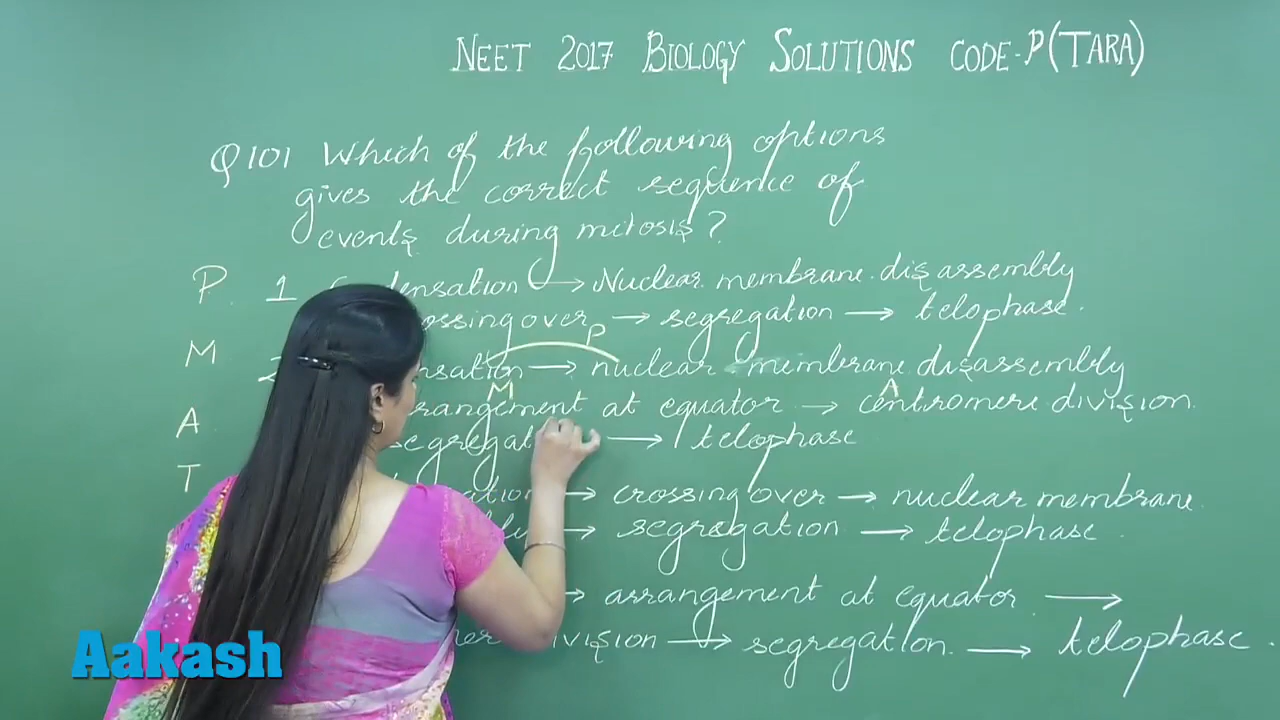 NEET 2017 BIOLOGY SOLUTIONS CODE-P(TARA)
Q101 Which of the following options
gives the correct sequence of
events during mitosis?
P. 1 → Nuclear membrane disassembly
→ segregation → telophase.
P
M → nuclear membrane disassembly
M A
at equator → centromere division.
A → telophase
T
→ crossing over → nuclear membrane.
→ segregation → telophase.
→ arrangement at equator →
→ segregation. → telophase.
Aakash